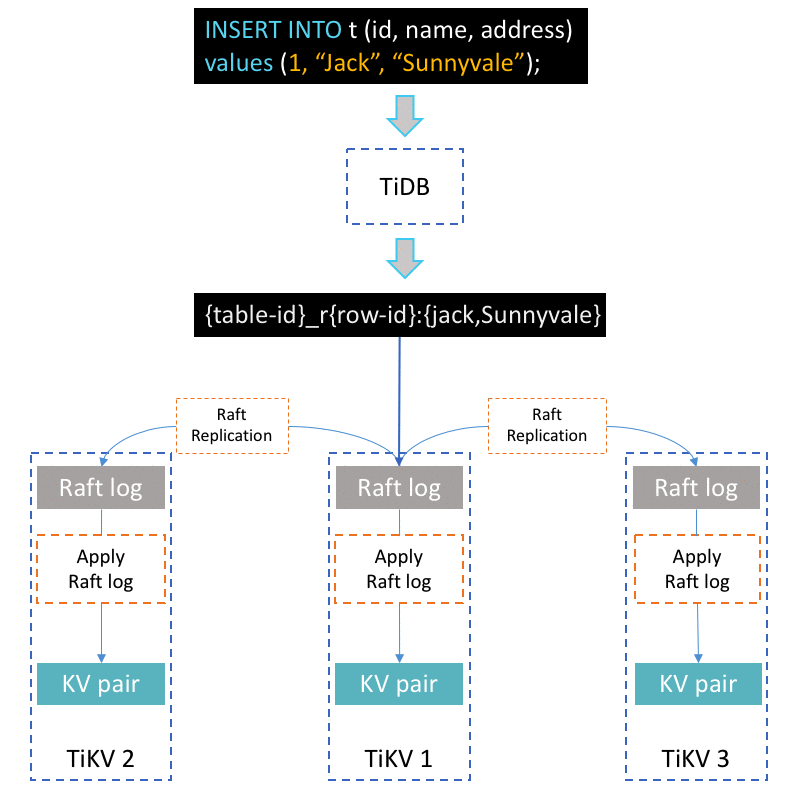 INSERT INTO t (id, name, address)
values (1, “Jack”, “Sunnyvale”);
TiDB
{table-id}_r{row-id}:{jack,Sunnyvale}
Raft
Replication
Raft
Replication
Raft log
Raft log
Raft log
Apply
Raft log
Apply
Raft log
Apply
Raft log
KV pair
KV pair
KV pair
TiKV 2
TiKV 1
TiKV 3